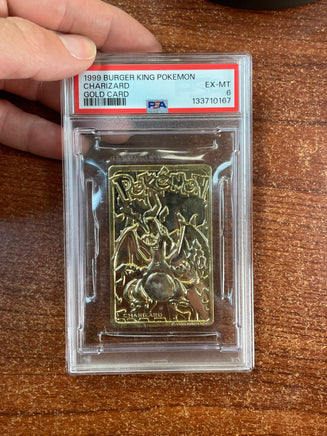 1999 BURGER KING POKEMON EX-MT
CHARIZARD 6
GOLD CARD 133710167
PSA
POKéMON
CHARIZARD